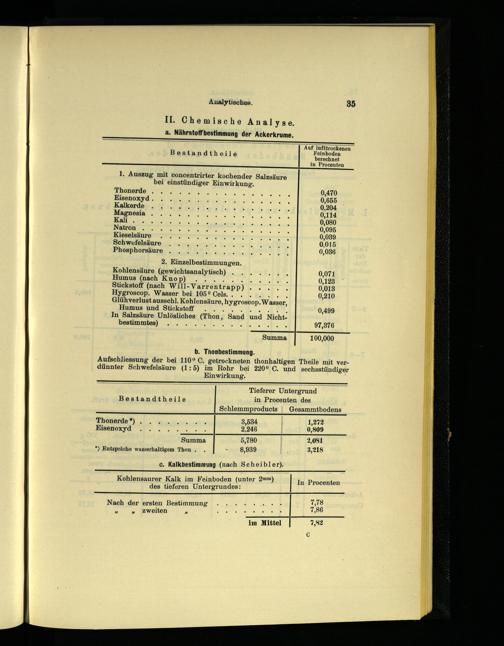 Analytisches. 35
II. Chemische Analyse.
a. Nährstoffbestimmung der Ackerkrume.
Bestandtheile
Auf lufttrockenen
Feinboden
berechnet
in Procenten
1. Auszug mit concentrirter kochender Salzsäure
bei einstündiger Einwirkung.
Thonerde . . . . . . . . . . . . . . 0,470
Eisenoxyd . . . . . . . . . . . . . . 0,555
Kalkerde . . . . . . . . . . . . . . 0,204
Magnesia . . . . . . . . . . . . . . 0,114
Kali . . . . . . . . . . . . . . . . 0,080
Natron . . . . . . . . . . . . . . . 0,095
Kieselsäure . . . . . . . . . . . . . 0,039
Schwefelsäure . . . . . . . . . . . . 0,015
Phosphorsäure . . . . . . . . . . . . 0,036
2. Einzelbestimmungen.
Kohlensäure (gewichtsanalytisch) . . . . . . 0,071
Humus (nach Knop) . . . . . . . . . . 0,123
Stickstoff (nach Will-Varrentrapp) . . . . . 0,013
Hygroscop. Wasser bei 105° Cels. . . . . . . 0,210
Glühverlust ausschl. Kohlensäure, hygroscop. Wasser,
Humus und Stickstoff . . . . . . . . 0,499
In Salzsäure Unlösliches (Thon, Sand und Nicht-
bestimmtes) . . . . . . . . . . . . 97,376
Summa 100,000
b. Thonbestimmung.
Aufschliessung der bei 110° C. getrockneten thonhaltigen Theile mit ver-
dünnter Schwefelsäure (1:5) im Rohr bei 220° C. und sechsstündiger
Einwirkung.
Bestandtheile
Tieferer Untergrund
in Procenten des
Schlemmproducts Gesammtbodens
Thonerde*) . . . . . . . 3,534 1,272
Eisenoxyd . . . . . . . 2,246 0,809
Summa 5,780 2,081
*) Entspräche wasserhaltigem Thon . . . 8,939 3,218
c. Kalkbestimmung (nach Scheibler).
Kohlensaurer Kalk im Feinboden (unter 2mm)
des tieferen Untergrundes:
In Procenten
Nach der ersten Bestimmung . . . . . . . . 7,78
„ „ zweiten „ . . . . . . . . 7,86
im Mittel 7,82
C